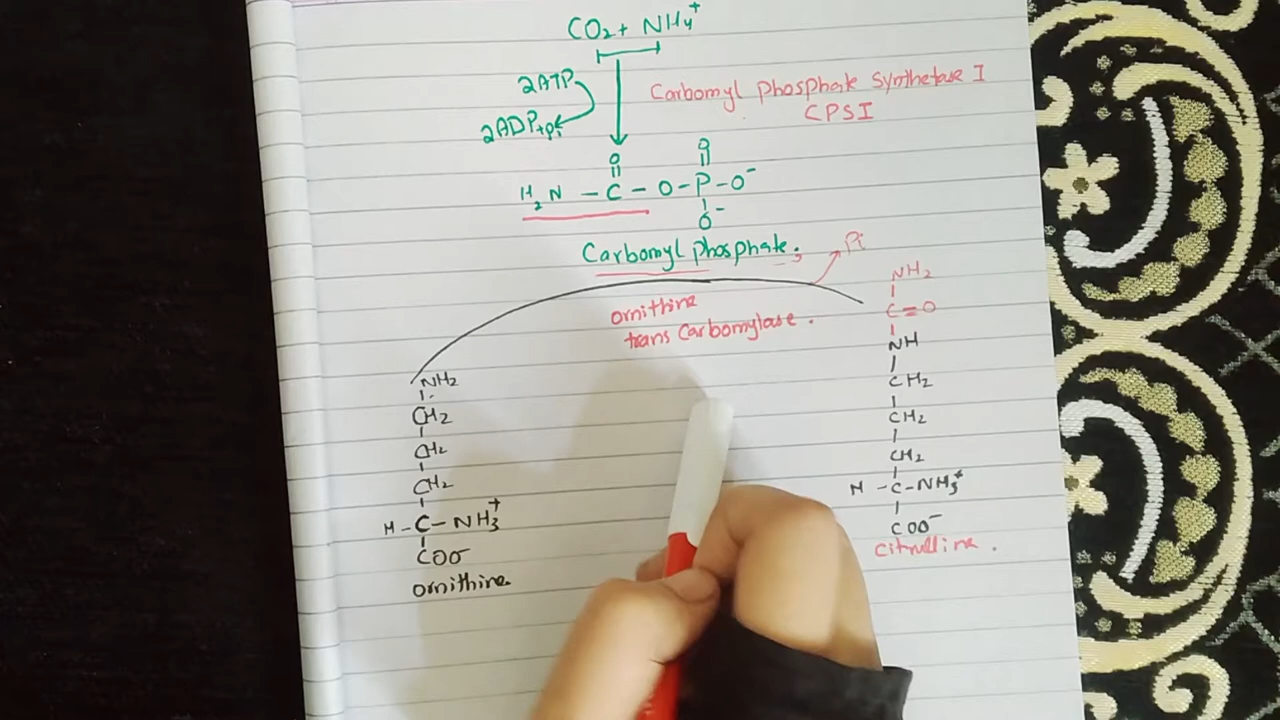 CO2 + NH4+
2ATP
Carbomyl Phosphate Synthetase I
CPSI
2ADP+Pi
O O
|| ||
H2N - C - O - P - O-
|
O-
Carbomyl phosphate.
Pi
ornithine
trans Carbomylase.
NH2
|
CH2
|
CH2
|
CH2
|
H - C - NH3+
|
COO-
ornithine
NH2
|
C=O
|
NH
|
CH2
|
CH2
|
CH2
|
H - C - NH3+
|
COO-
citrulline.